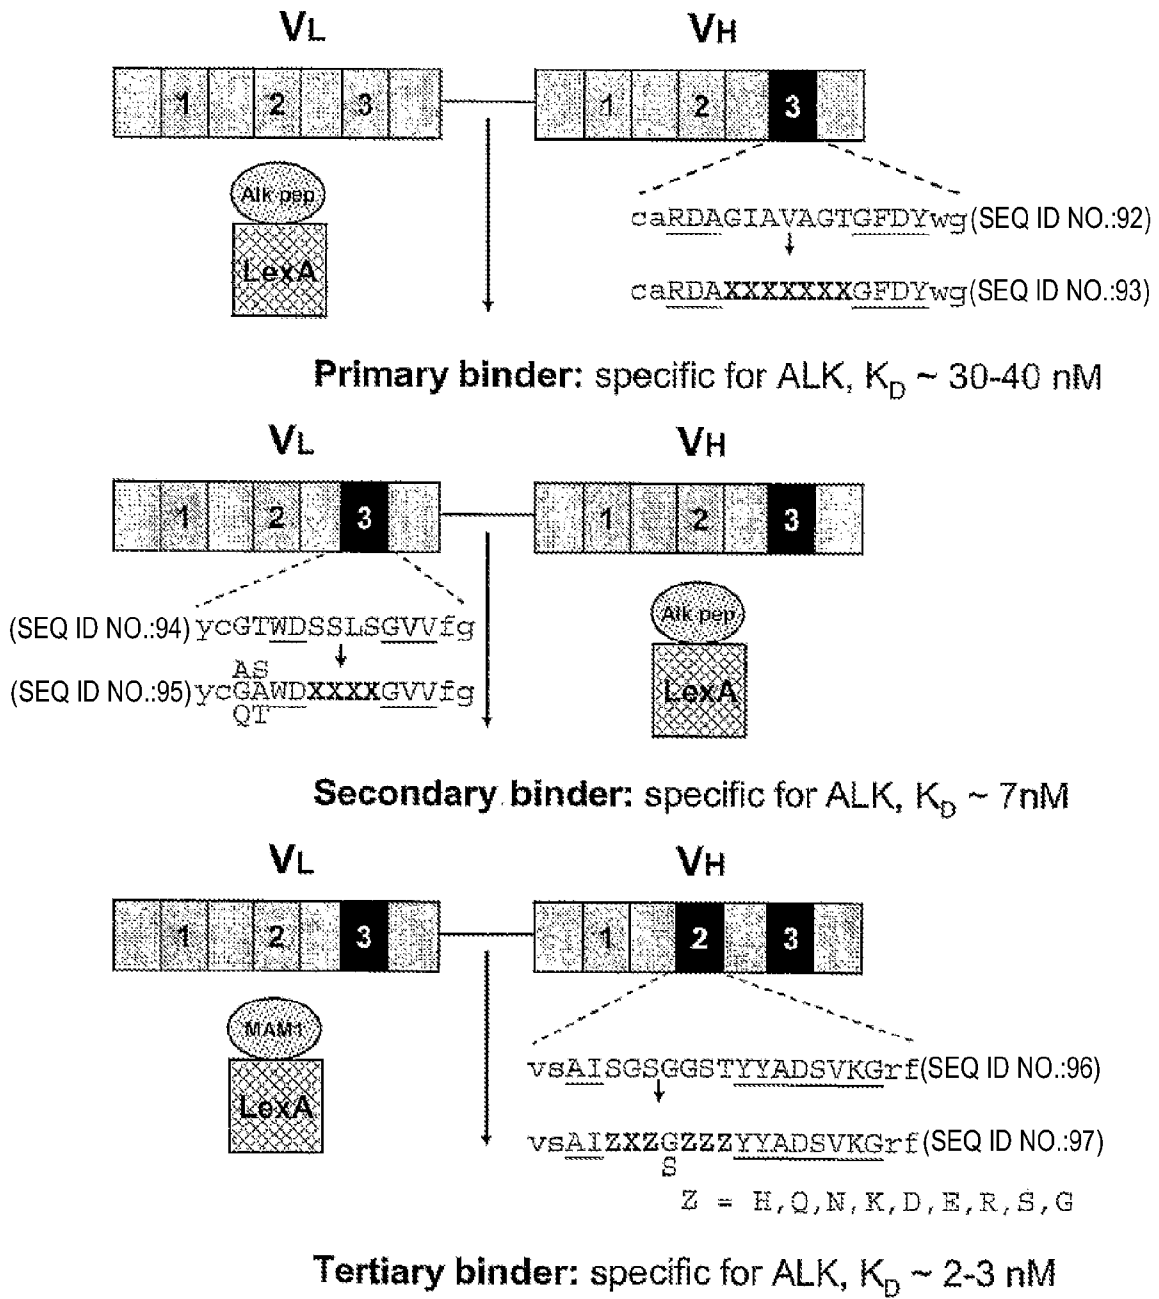 VL
VH
1 2 3
1 2 3
Alk pep
LexA
caRDAGIAVAGTGFDYwg(SEQ ID NO.:92)
caRDAXXXXXXXGFDYwg(SEQ ID NO.:93)
Primary binder: specific for ALK, KD ~ 30-40 nM
VL
VH
1 2 3
1 2 3
(SEQ ID NO.:94)ycGTWDSSLSGVVfg
AS
(SEQ ID NO.:95)ycGAWDXXXXGVVfg
QT
Alk pep
LexA
Secondary binder: specific for ALK, KD ~ 7nM
VL
VH
1 2 3
1 2 3
MAM1
LexA
vsAISGSGGSTYYADSVKGrf(SEQ ID NO.:96)
vsAIZXZGZZZYYADSVKGrf(SEQ ID NO.:97)
S
Z = H,Q,N,K,D,E,R,S,G
Tertiary binder: specific for ALK, KD ~ 2-3 nM